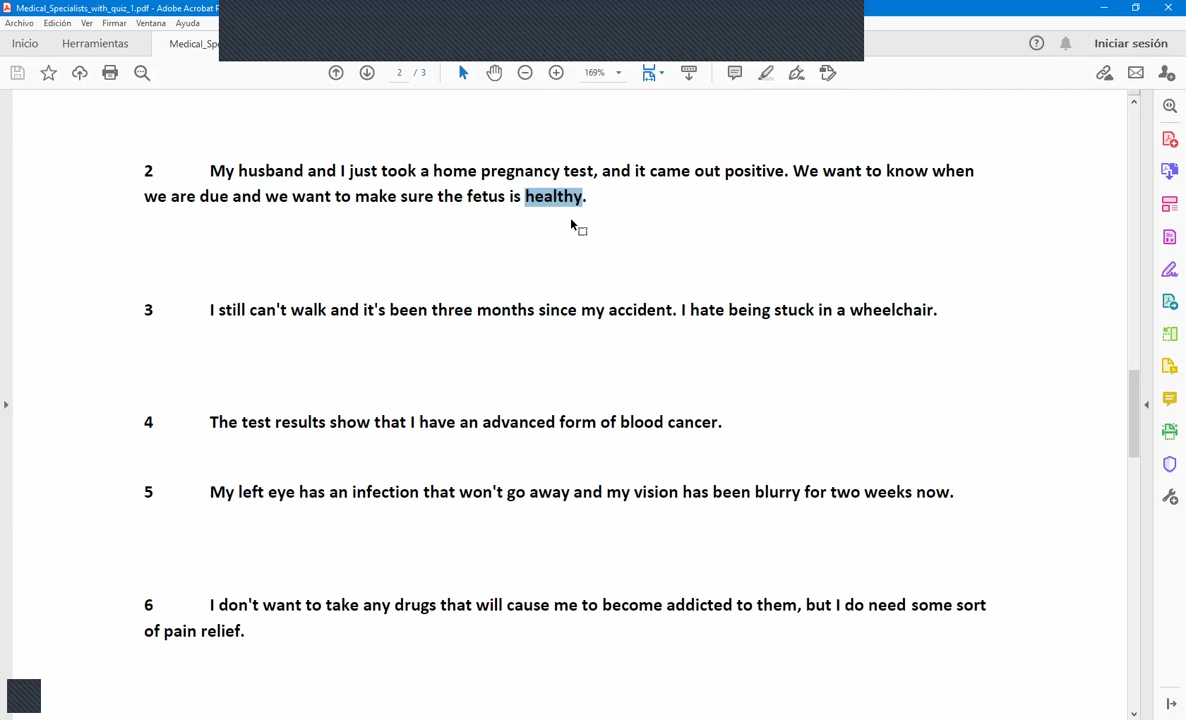 Medical_Specialists_with_quiz_1.pdf - Adobe Acrobat
Archivo Edición Ver Firmar Ventana Ayuda
Inicio Herramientas Iniciar sesión
2 / 3 169%
2 My husband and I just took a home pregnancy test, and it came out positive. We want to know when
we are due and we want to make sure the fetus is healthy.
3 I still can't walk and it's been three months since my accident. I hate being stuck in a wheelchair.
4 The test results show that I have an advanced form of blood cancer.
5 My left eye has an infection that won't go away and my vision has been blurry for two weeks now.
6 I don't want to take any drugs that will cause me to become addicted to them, but I do need some sort
of pain relief.